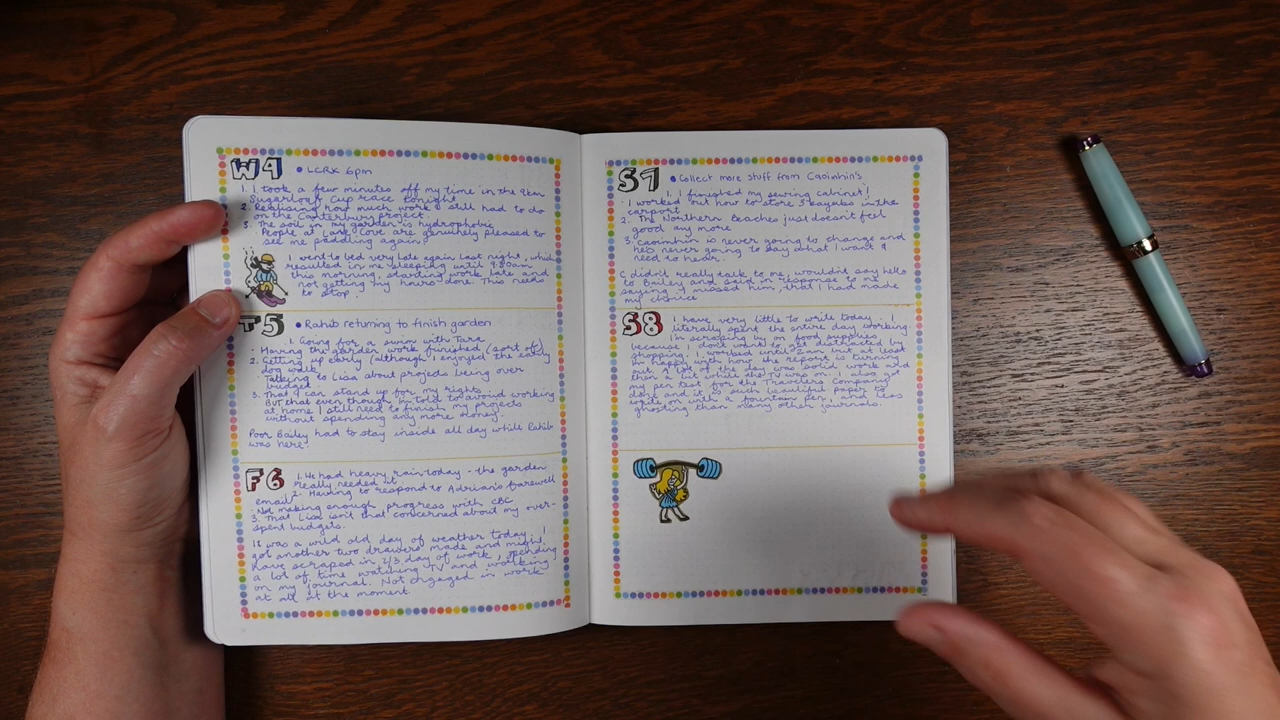 W4 • LCRK 6pm
1. I took a few minutes off my time in the 9km
Sugarloaf Cup race tonight
2. Realising how much work I still had to do
on the Canterbury project.
3. The soil in my garden is hydrophobic
People at Lane Cove are genuinely pleased to
see me paddling again
I went to bed very late again last night, which
resulted in me sleeping until 930am
this morning, starting work late and
not getting my hours done. This needs
to stop.
T5 • Rahib returning to finish garden
1. Going for a swim with Tara
Having the garden work finished (sort of)
2. Getting up early although I enjoyed the early
dog walk
Talking to Lisa about projects being over
budget
3. That I can stand up for my rights
BUT that even though I'm told to avoid working
at home I still need to finish my projects
without spending any more money.
Poor Bailey had to stay inside all day while Rahib
was here.
F6 1. We had heavy rain today - the garden
really needed it
2. Having to respond to Adrian's farewell
email
Not making enough progress with CBC
3. That Lisa isn't that concerned about my over-
spent budgets.
It was a wild old day of weather today. I
got another two drawers made and might
have scraped in 2/3 day of work, spending
a lot of time watching TV and working
on my journal. Not engaged in work
at all at the moment.
S7 • Collect more stuff from Caoimhin's
1. I finished my sewing cabinet!
I worked out how to store 3 kayaks in the
carport
2. The Northern beaches just doesn't feel
good any more
3. Caoimhin is never going to change and
he's never going to say what I want &
need to hear.
C didn't really talk to me, wouldn't say hello
to Bailey and said in response to me
saying I missed him, that I had made
my choice
S8 I have very little to write today. I
literally spent the entire day working.
I'm scraping by on food supplies
because I don't want to get distracted by
shopping. I worked until 2am but at least
I'm happy with how the report is turning
out. A lot of the day was solid work and
then a bit while the TV was on. I also
my pen test for the Travelers Company
done and it is such beautiful paper to
write on with a fountain pen, and less
ghosting than many other journals.